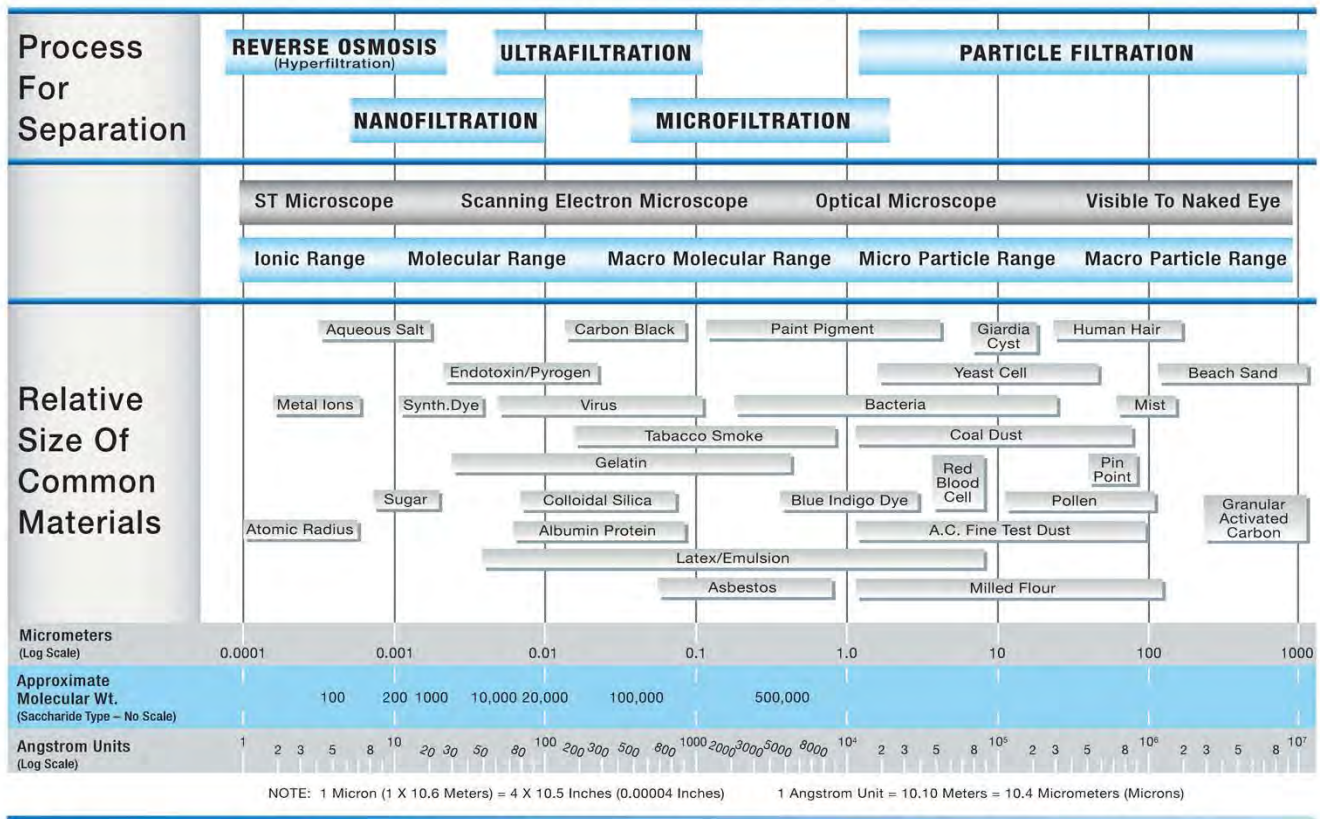 Process
For
Separation
REVERSE OSMOSIS
(Hyperfiltration)
ULTRAFILTRATION
PARTICLE FILTRATION
NANOFILTRATION
MICROFILTRATION
ST Microscope Scanning Electron Microscope Optical Microscope Visible To Naked Eye
Ionic Range Molecular Range Macro Molecular Range Micro Particle Range Macro Particle Range
Relative
Size Of
Common
Materials
Aqueous Salt
Carbon Black
Paint Pigment
Giardia
Cyst
Human Hair
Endotoxin/Pyrogen
Yeast Cell
Beach Sand
Metal Ions
Synth.Dye
Virus
Bacteria
Mist
Tabacco Smoke
Coal Dust
Gelatin
Red
Blood
Cell
Pin
Point
Sugar
Colloidal Silica
Blue Indigo Dye
Pollen
Granular
Activated
Carbon
Atomic Radius
Albumin Protein
A.C. Fine Test Dust
Latex/Emulsion
Asbestos
Milled Flour
Micrometers
(Log Scale)
0.0001 0.001 0.01 0.1 1.0 10 100 1000
Approximate
Molecular Wt.
(Saccharide Type – No Scale)
100 200 1000 10,000 20,000 100,000 500,000
Angstrom Units
(Log Scale)
1 2 3 5 8 10 20 30 50 80 100 200 300 500 800 1000 2000 3000 5000 8000 10⁴ 2 3 5 8 10⁵ 2 3 5 8 10⁶ 2 3 5 8 10⁷
NOTE: 1 Micron (1 X 10.6 Meters) = 4 X 10.5 Inches (0.00004 Inches) 1 Angstrom Unit = 10.10 Meters = 10.4 Micrometers (Microns)